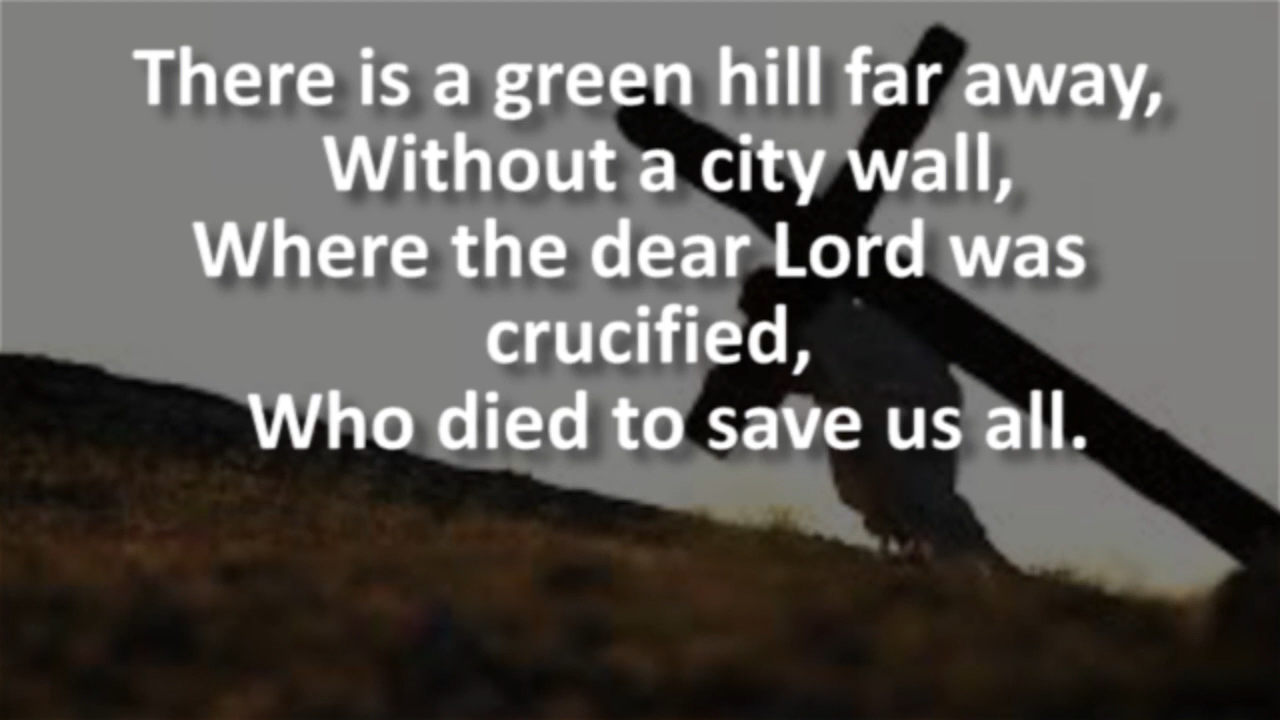 There is a green hill far away,
Without a city wall,
Where the dear Lord was
crucified,
Who died to save us all.